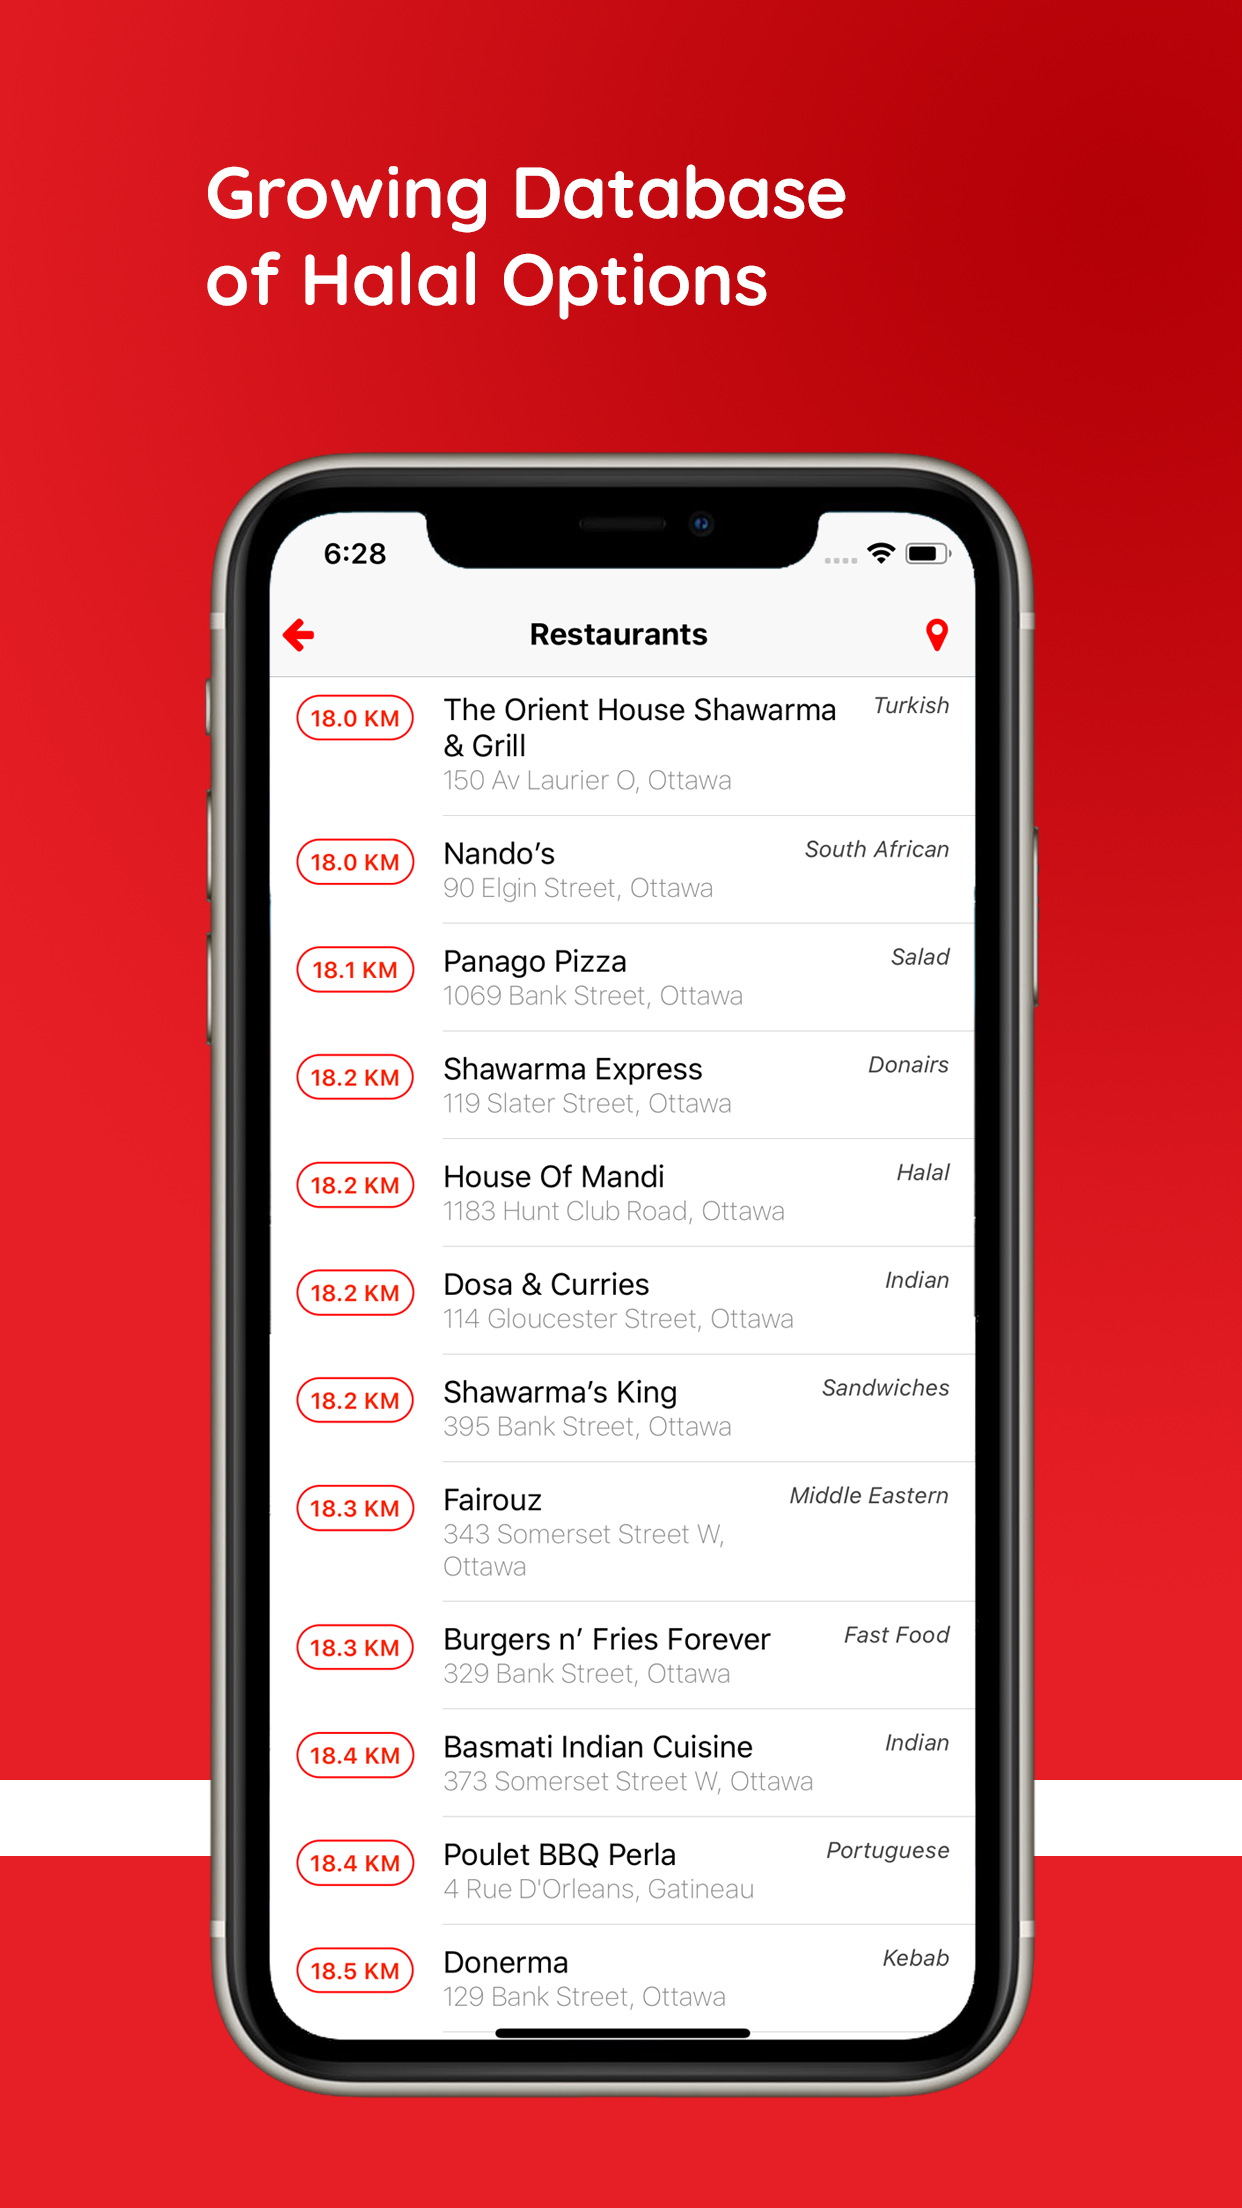 Growing Database
of Halal Options
6:28
Restaurants
18.0 KM
The Orient House Shawarma
& Grill
Turkish
150 Av Laurier O, Ottawa
18.0 KM
Nando’s
South African
90 Elgin Street, Ottawa
18.1 KM
Panago Pizza
Salad
1069 Bank Street, Ottawa
18.2 KM
Shawarma Express
Donairs
119 Slater Street, Ottawa
18.2 KM
House Of Mandi
Halal
1183 Hunt Club Road, Ottawa
18.2 KM
Dosa & Curries
Indian
114 Gloucester Street, Ottawa
18.2 KM
Shawarma’s King
Sandwiches
395 Bank Street, Ottawa
18.3 KM
Fairouz
Middle Eastern
343 Somerset Street W,
Ottawa
18.3 KM
Burgers n’ Fries Forever
Fast Food
329 Bank Street, Ottawa
18.4 KM
Basmati Indian Cuisine
Indian
373 Somerset Street W, Ottawa
18.4 KM
Poulet BBQ Perla
Portuguese
4 Rue D'Orleans, Gatineau
18.5 KM
Donerma
Kebab
129 Bank Street, Ottawa